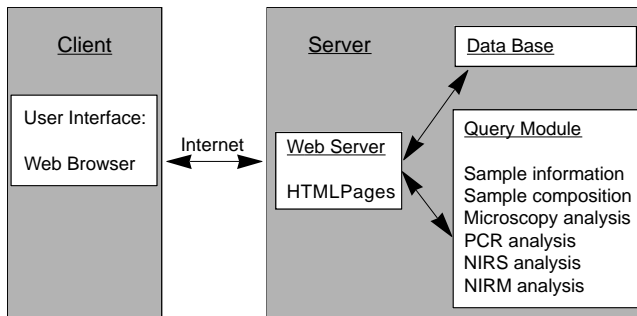 Client
User Interface:
Web Browser
Internet
Server
Web Server
HTMLPages
Data Base
Query Module
Sample information
Sample composition
Microscopy analysis
PCR analysis
NIRS analysis
NIRM analysis